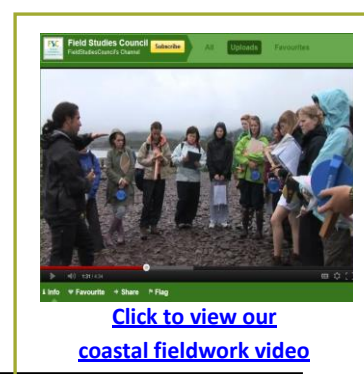 Field Studies Council
FieldStudiesCouncil's Channel
Subscribe
All
Uploads
Favourites
Info
Favourite
Share
Flag
Click to view our
coastal fieldwork video